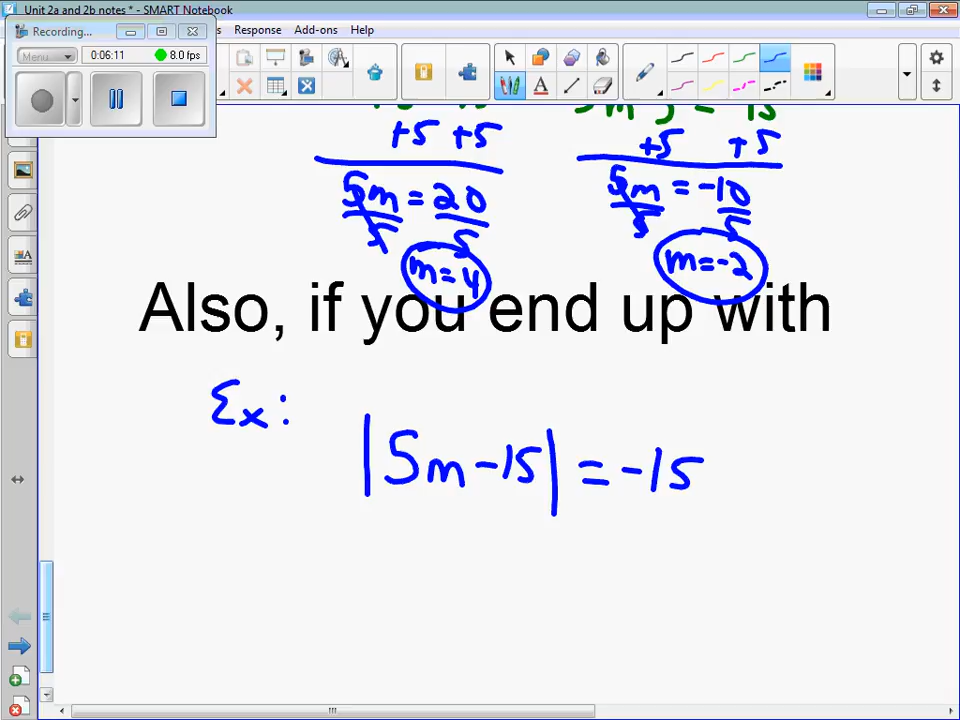 Unit 2a and 2b notes * - SMART Notebook
Recording...
Menu
0:06:11
8.0 fps
Response Add-ons Help
+5 +5
+5 +5
5m = 20
5m = -10
5 5
5 5
m = 4
m = -2
Also, if you end up with
Ex:
|5m - 15| = -15